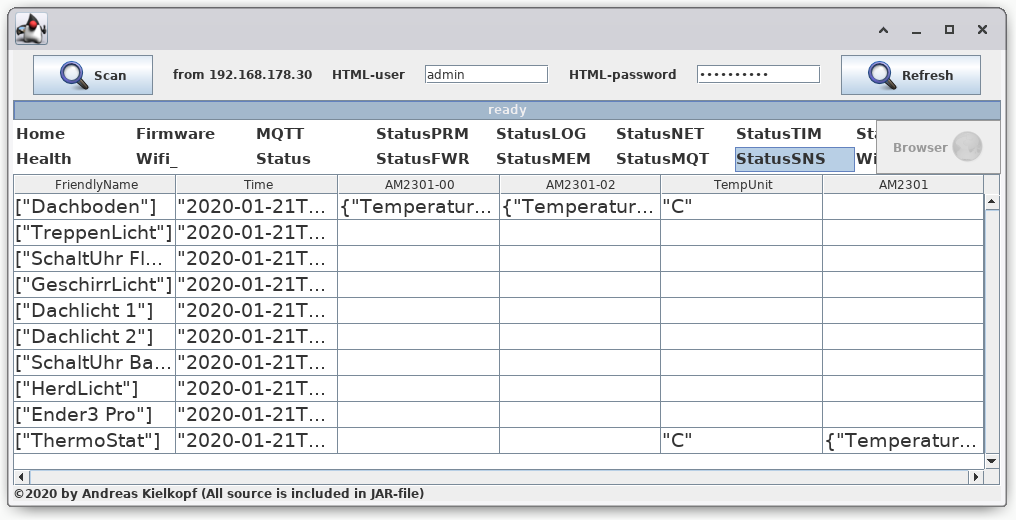 Scan from 192.168.178.30 HTML-user admin HTML-password •••••••••• Refresh
ready
Home Firmware MQTT StatusPRM StatusLOG StatusNET StatusTIM Sta
Browser
Health Wifi_ Status StatusFWR StatusMEM StatusMQT StatusSNS Wi
FriendlyName Time AM2301-00 AM2301-02 TempUnit AM2301
["Dachboden"] "2020-01-21T... {"Temperatur... {"Temperatur... "C"
["TreppenLicht"] "2020-01-21T...
["SchaltUhr Fl... "2020-01-21T...
["GeschirrLicht"] "2020-01-21T...
["Dachlicht 1"] "2020-01-21T...
["Dachlicht 2"] "2020-01-21T...
["SchaltUhr Ba... "2020-01-21T...
["HerdLicht"] "2020-01-21T...
["Ender3 Pro"] "2020-01-21T...
["ThermoStat"] "2020-01-21T... "C" {"Temperatur...
©2020 by Andreas Kielkopf (All source is included in JAR-file)